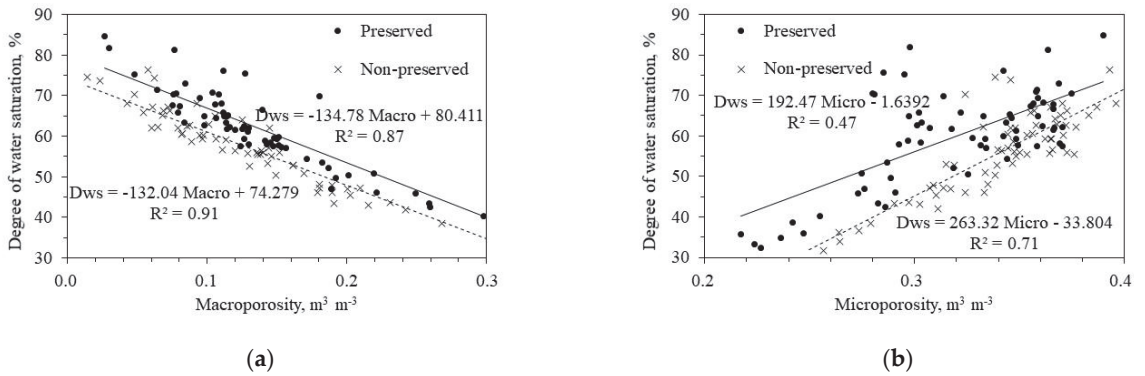 90
80
70
60
50
40
30
Degree of water saturation, %
Preserved
Non-preserved
Dws = -134.78 Macro + 80.411
R² = 0.87
Dws = -132.04 Macro + 74.279
R² = 0.91
0.0 0.1 0.2 0.3
Macroporosity, m³ m⁻³
(a)
90
80
70
60
50
40
30
Degree of water saturation, %
Preserved
Non-preserved
Dws = 192.47 Micro - 1.6392
R² = 0.47
Dws = 263.32 Micro - 33.804
R² = 0.71
0.2 0.3 0.4
Microporosity, m³ m⁻³
(b)